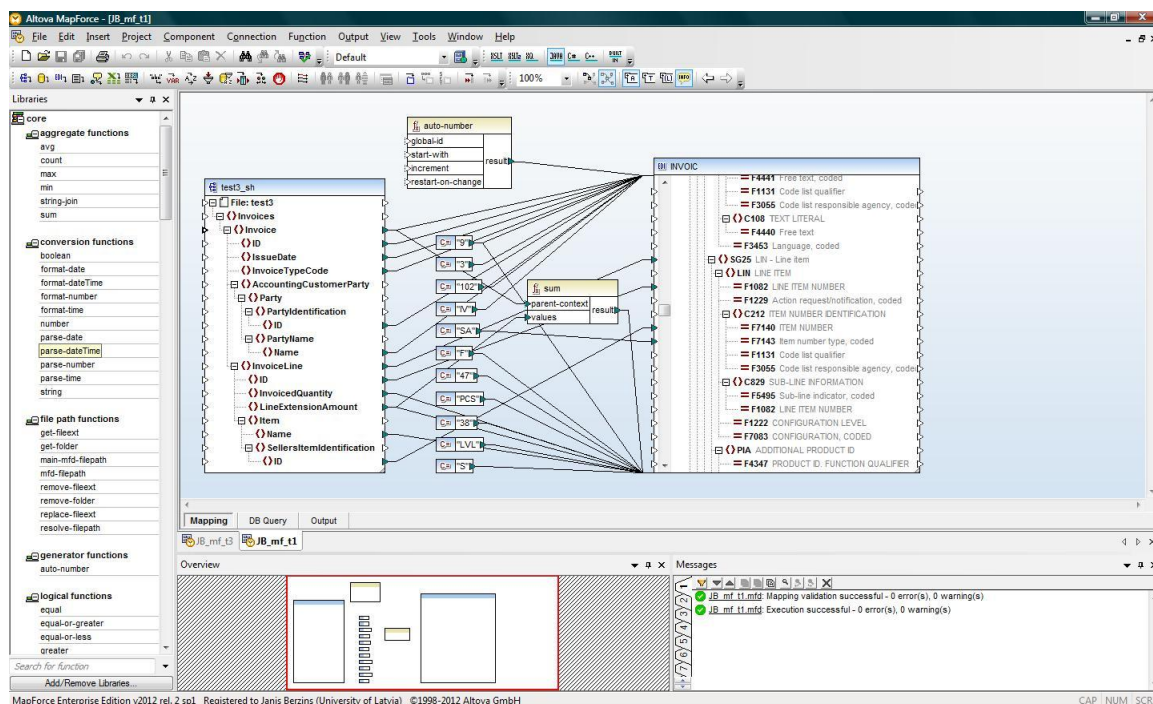 Altova MapForce - [JB_mf_t1]
File Edit Insert Project Component Connection Function Output View Tools Window Help
Default
XSLT XSLT2 XQ JAVA C# C++ BUILT IN
100%
Libraries
core
aggregate functions
avg
count
max
min
string-join
sum
conversion functions
boolean
format-date
format-dateTime
format-number
format-time
number
parse-date
parse-dateTime
parse-number
parse-time
string
file path functions
get-fileext
get-folder
main-mfd-filepath
mfd-filepath
remove-fileext
remove-folder
replace-fileext
resolve-filepath
generator functions
auto-number
logical functions
equal
equal-or-greater
equal-or-less
greater
Search for function
Add/Remove Libraries...
auto-number
global-id
start-with
increment
restart-on-change
result
test3_sh
File: test3
Invoices
Invoice
ID
IssueDate
InvoiceTypeCode
AccountingCustomerParty
Party
PartyIdentification
ID
PartyName
Name
InvoiceLine
ID
InvoicedQuantity
LineExtensionAmount
Item
Name
SellersItemIdentification
ID
C= "9"
C= "3"
C= "102"
C= "IV"
C= "SA"
C= "F"
C= "47"
C= "PCS"
C= "38"
C= "LVL"
C= "S"
sum
parent-context
values
result
INVOIC
F4441 Free text, coded
F1131 Code list qualifier
F3055 Code list responsible agency, coded
C108 TEXT LITERAL
F4440 Free text
F3453 Language, coded
SG25 LIN - Line item
LIN LINE ITEM
F1082 LINE ITEM NUMBER
F1229 Action request/notification, coded
C212 ITEM NUMBER IDENTIFICATION
F7140 ITEM NUMBER
F7143 Item number type, coded
F1131 Code list qualifier
F3055 Code list responsible agency, coded
C829 SUB-LINE INFORMATION
F5495 Sub-line indicator, coded
F1082 LINE ITEM NUMBER
F1222 CONFIGURATION LEVEL
F7083 CONFIGURATION, CODED
PIA ADDITIONAL PRODUCT ID
F4347 PRODUCT ID. FUNCTION QUALIFIER
Mapping DB Query Output
JB_mf_t3 JB_mf_t1
Overview
Messages
1 2 3 4 5 6 7
JB_mf_t1.mfd: Mapping validation successful - 0 error(s), 0 warning(s)
JB_mf_t1.mfd: Execution successful - 0 error(s), 0 warning(s)
MapForce Enterprise Edition v2012 rel. 2 sp1 Registered to Janis Berzins (University of Latvia) ©1998-2012 Altova GmbH
CAP NUM SCR